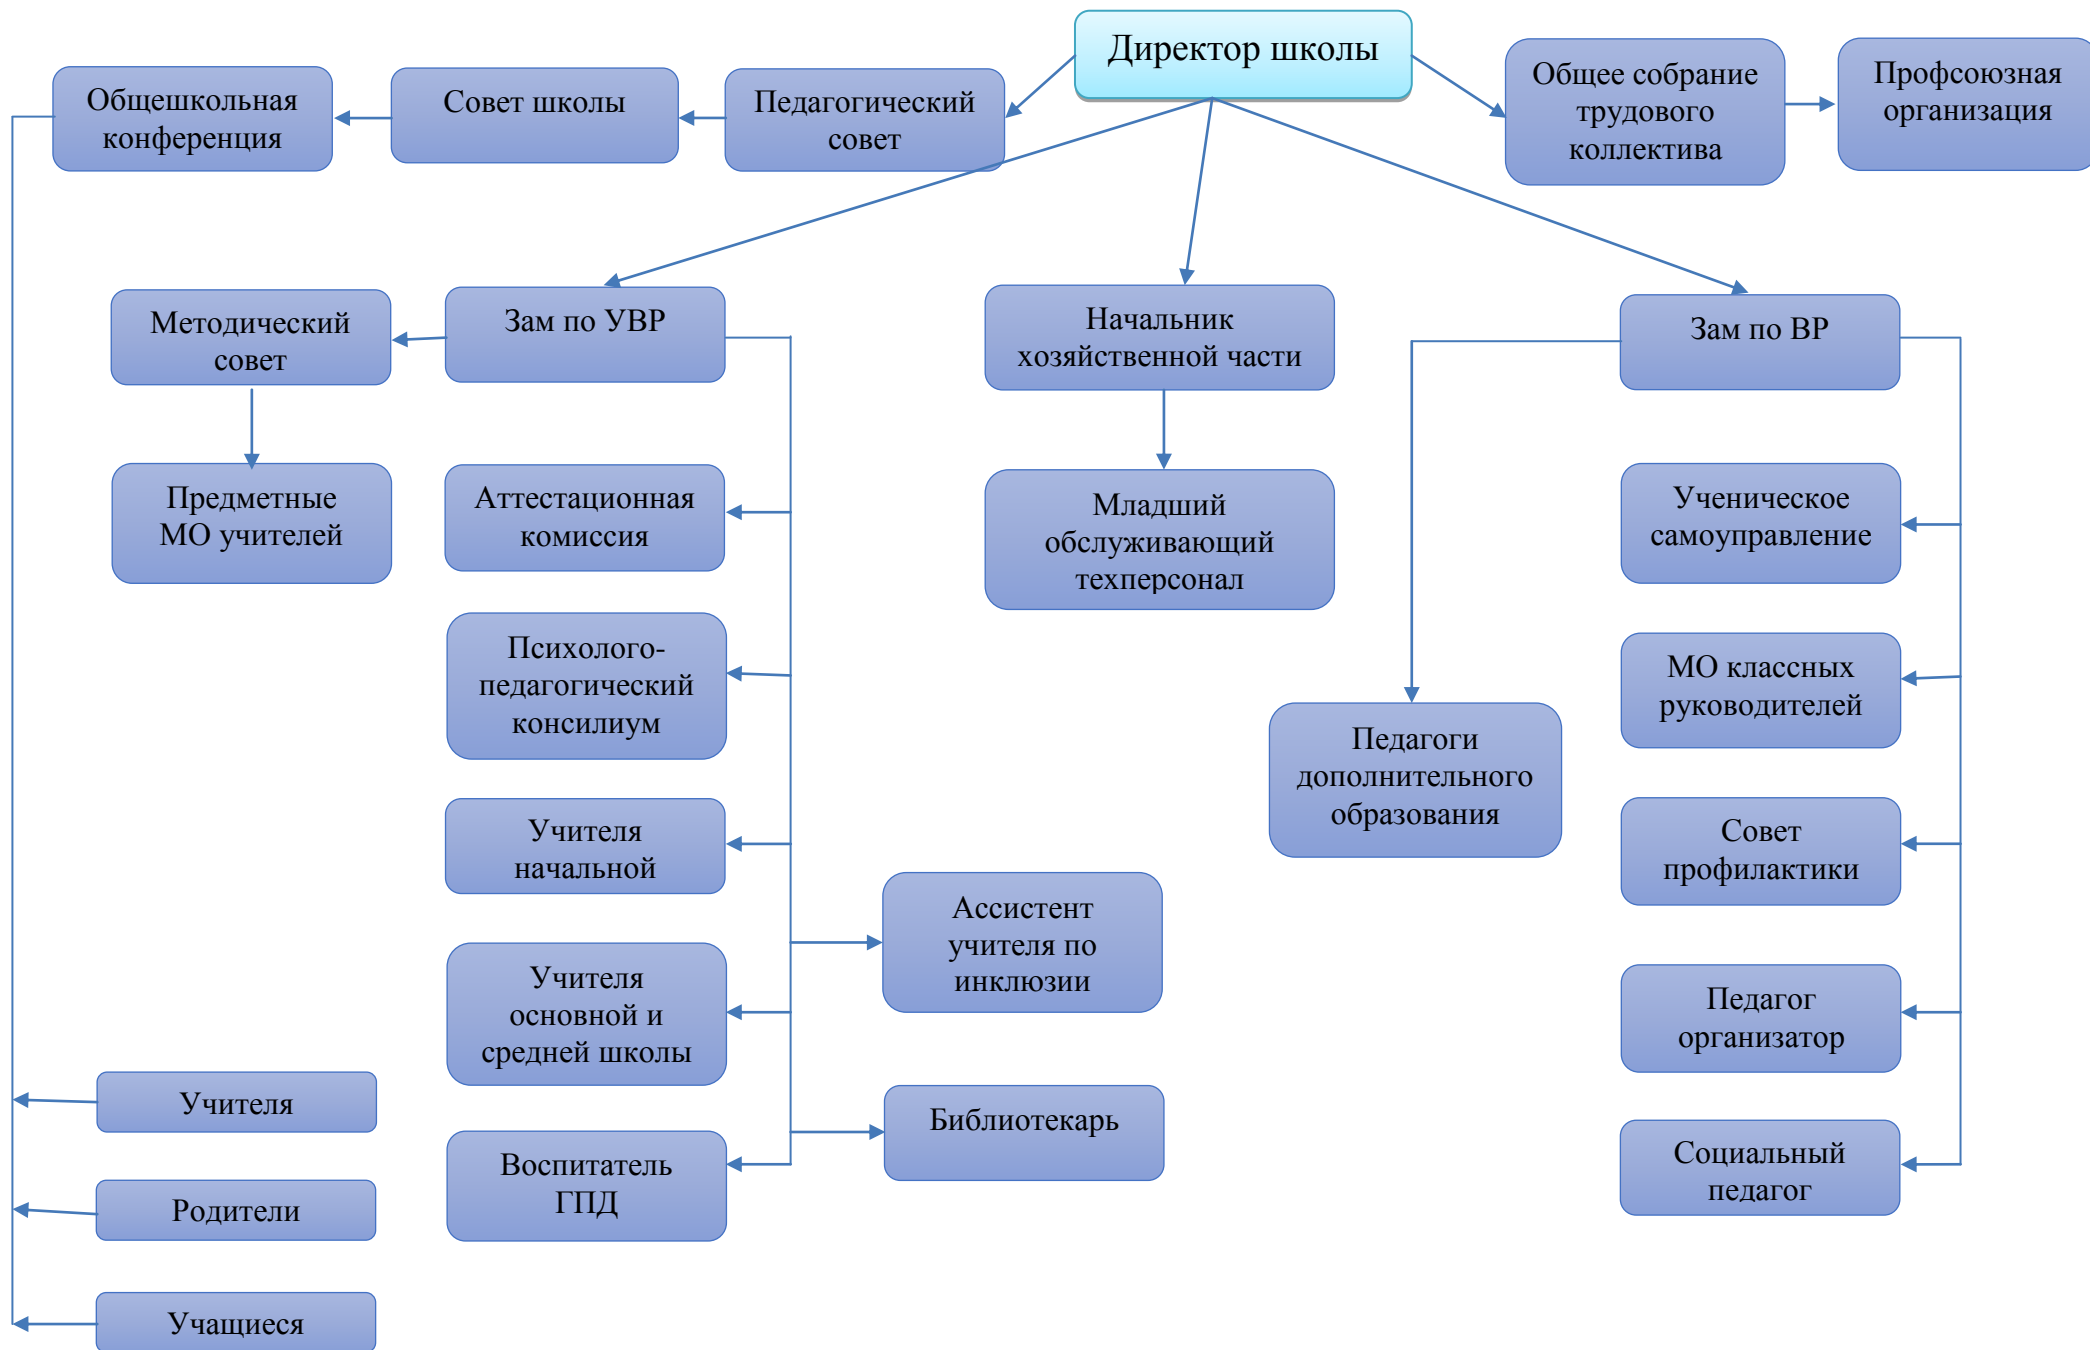 Директор школы
Общешкольная
конференция
Совет школы
Педагогический
совет
Общее собрание
трудового
коллектива
Профсоюзная
организация
Методический
совет
Зам по УВР
Начальник
хозяйственной части
Зам по ВР
Предметные
МО учителей
Аттестационная
комиссия
Младший
обслуживающий
техперсонал
Ученическое
самоуправление
Психолого-
педагогический
консилиум
МО классных
руководителей
Педагоги
дополнительного
образования
Учителя
начальной
Совет
профилактики
Ассистент
учителя по
инклюзии
Учителя
основной и
средней школы
Педагог
организатор
Учителя
Библиотекарь
Воспитатель
ГПД
Социальный
педагог
Родители
Учащиеся